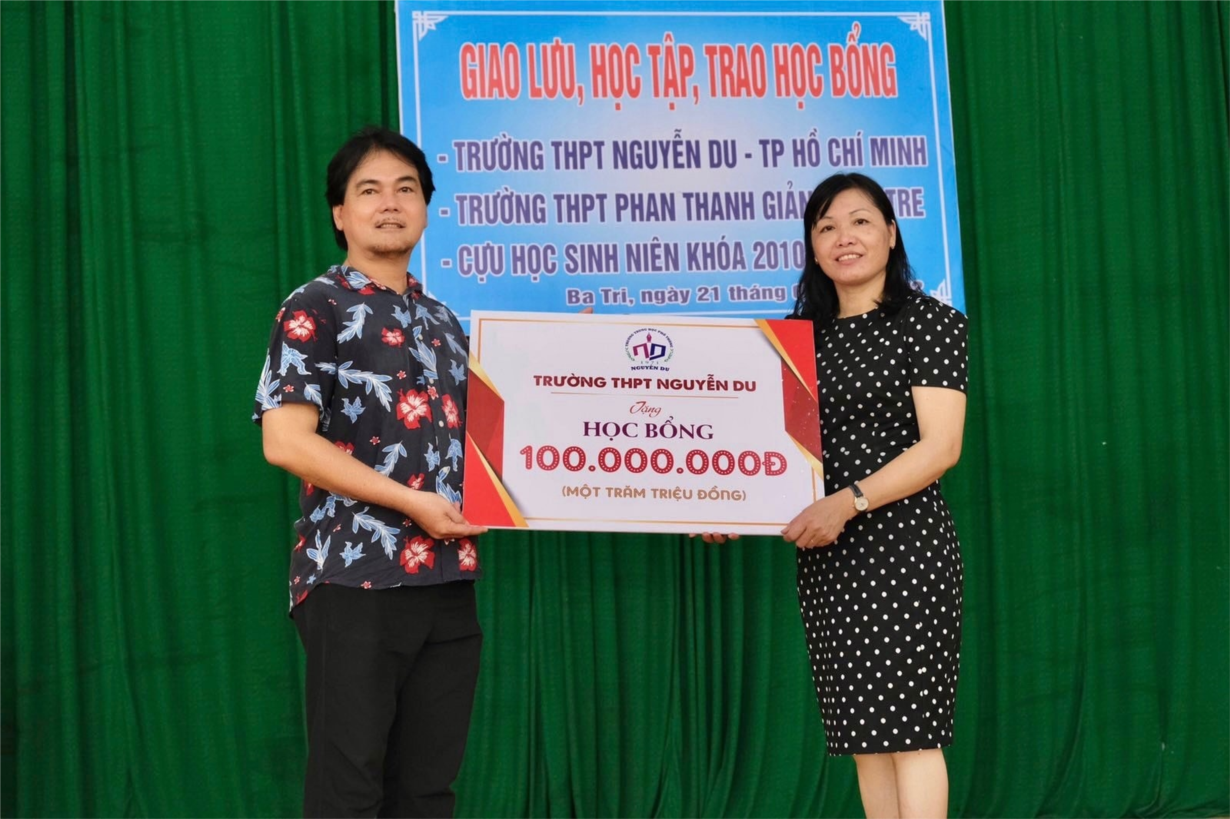 GIAO LƯU, HỌC TẬP, TRAO HỌC BỔNG
- TRƯỜNG THPT NGUYỄN DU - TP HỒ CHÍ MINH
- TRƯỜNG THPT PHAN THANH GIẢN TRE
- CỰU HỌC SINH NIÊN KHÓA 2010
Ba Tri, ngày 21 tháng
NGUYỄN DU
TRƯỜNG THPT NGUYỄN DU
Tặng
HỌC BỔNG
100.000.000Đ
(MỘT TRĂM TRIỆU ĐỒNG)